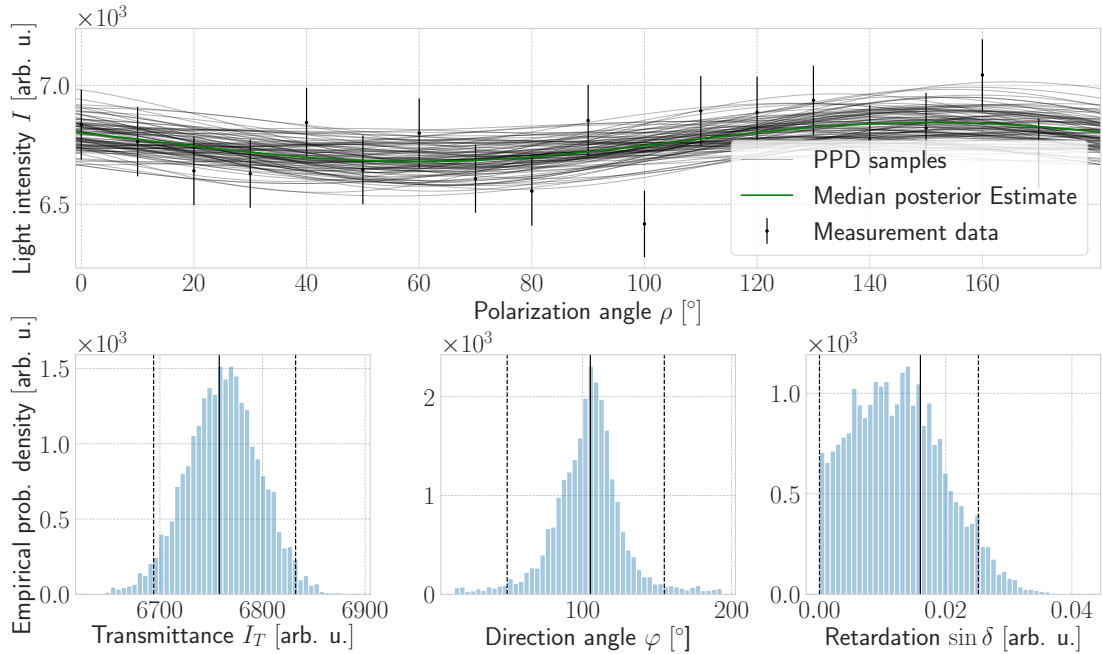 ×10³
Light intensity I [arb. u.]
7.0
6.5
0 20 40 60 80 100 120 140 160
Polarization angle ρ [°]
PPD samples
Median posterior Estimate
Measurement data
×10³ ×10³ ×10³
Empirical prob. density [arb. u.]
1.5
1.0
0.5
0.0
6700 6800 6900
Transmittance I_T [arb. u.]
2
1
0
100 200
Direction angle φ [°]
1.0
0.5
0.0
0.00 0.02 0.04
Retardation sin δ [arb. u.]